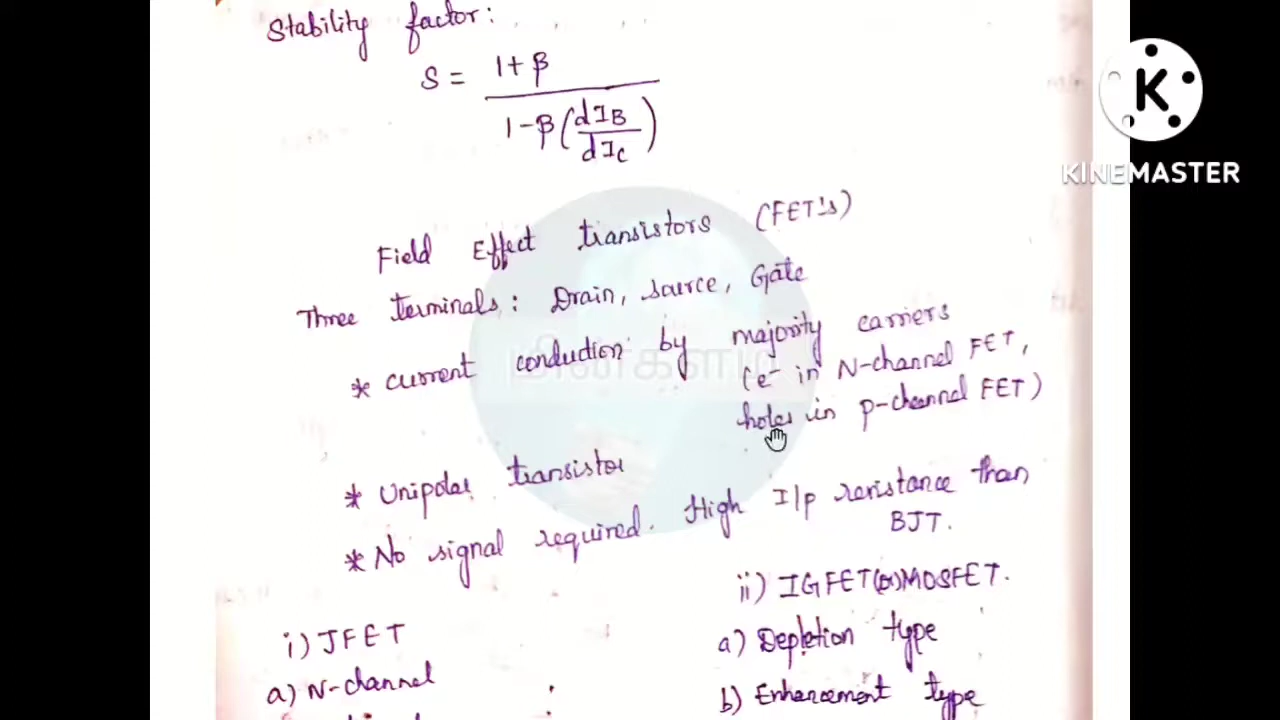 Stability factor:
S = 1+β / 1-β(dIB/dIC)
Field Effect transistors (FET's)
Three terminals: Drain, source, Gate
* current conduction by majority carriers
(e⁻ in N-channel FET,
holes in p-channel FET)
* Unipolar transistor
* No signal required. High I/p resistance than
BJT.
i) JFET
a) N-channel
ii) IGFET(or)MOSFET.
a) Depletion type
b) Enhancement type
மின்களம்
K
KINEMASTER